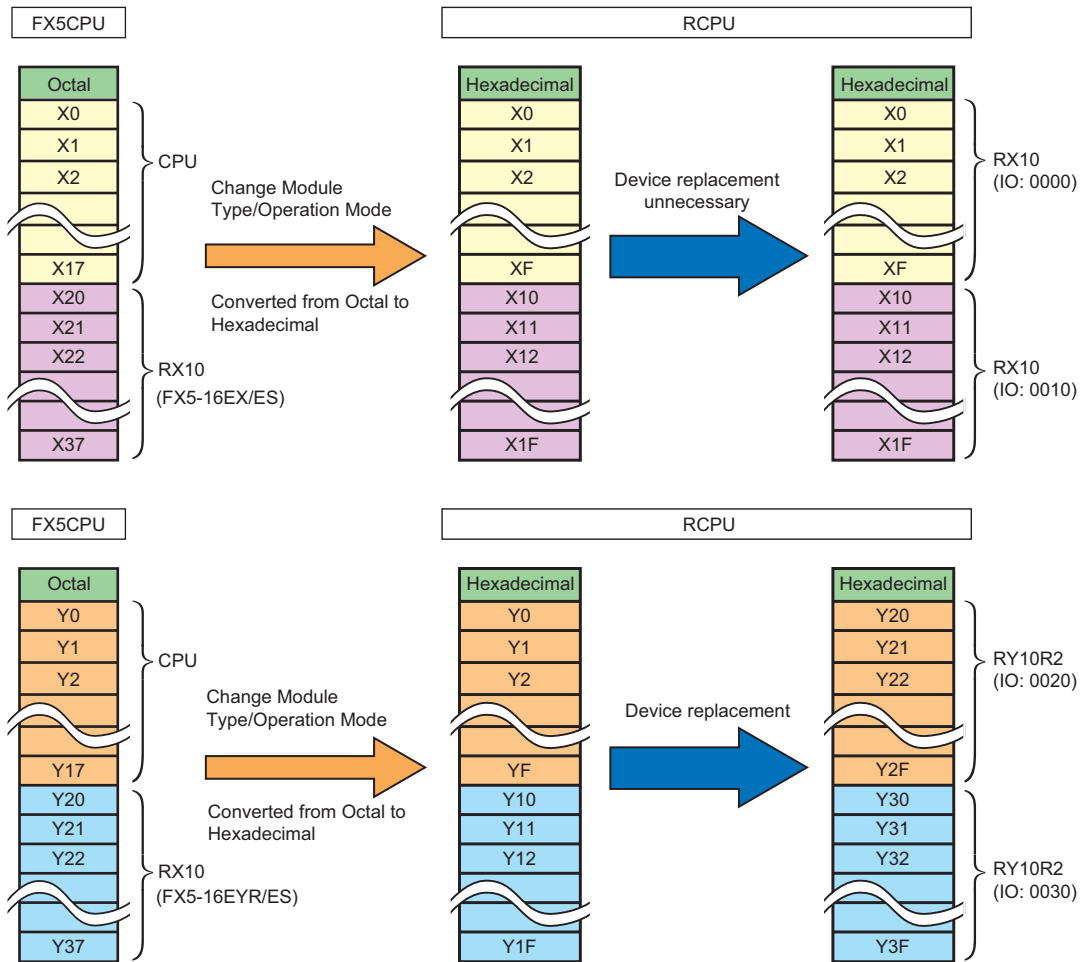 FX5CPU
RCPU
Octal
X0
X1
X2
X17
X20
X21
X22
X37
CPU
RX10
(FX5-16EX/ES)
Change Module
Type/Operation Mode
Converted from Octal to
Hexadecimal
Hexadecimal
X0
X1
X2
XF
X10
X11
X12
X1F
Device replacement
unnecessary
Hexadecimal
X0
X1
X2
XF
X10
X11
X12
X1F
RX10
(IO: 0000)
RX10
(IO: 0010)
FX5CPU
RCPU
Octal
Y0
Y1
Y2
Y17
Y20
Y21
Y22
Y37
CPU
RX10
(FX5-16EYR/ES)
Change Module
Type/Operation Mode
Converted from Octal to
Hexadecimal
Hexadecimal
Y0
Y1
Y2
YF
Y10
Y11
Y12
Y1F
Device replacement
Hexadecimal
Y20
Y21
Y22
Y2F
Y30
Y31
Y32
Y3F
RY10R2
(IO: 0020)
RY10R2
(IO: 0030)